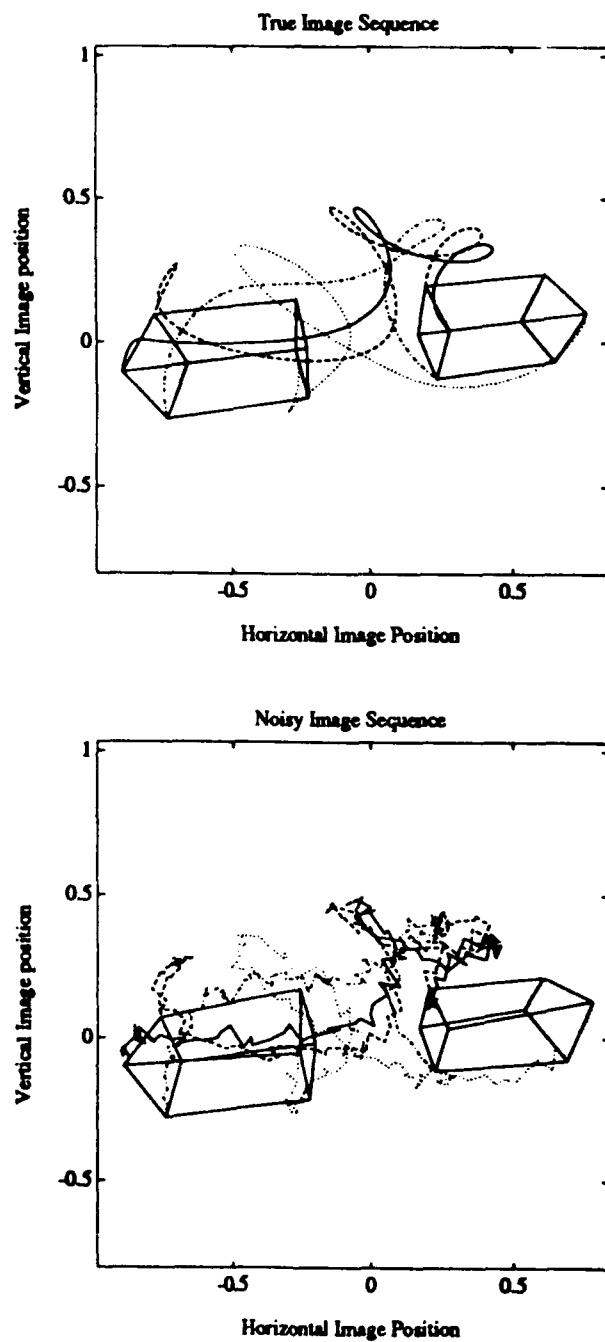 True Image Sequence
1
0.5
0
-0.5
Vertical Image position
-0.5 0 0.5
Horizontal Image Position
Noisy Image Sequence
1
0.5
0
-0.5
Vertical Image position
-0.5 0 0.5
Horizontal Image Position